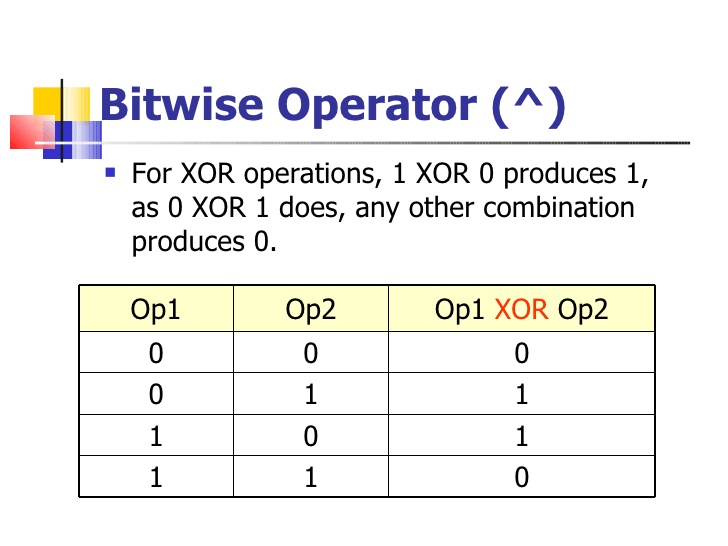 Bitwise Operator (^)
For XOR operations, 1 XOR 0 produces 1,
as 0 XOR 1 does, any other combination
produces 0.
Op1 Op2 Op1 XOR Op2
0 0 0
0 1 1
1 0 1
1 1 0